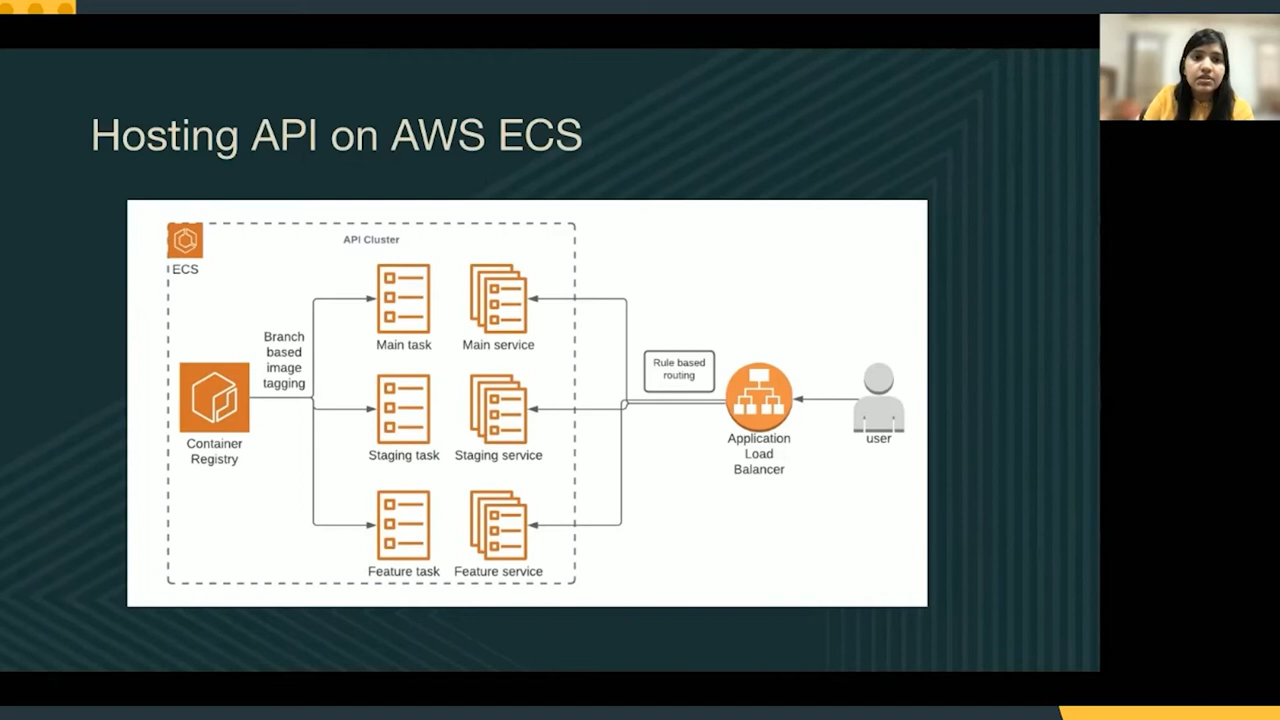 Hosting API on AWS ECS
API Cluster
ECS
Branch
based
image
tagging
Container
Registry
Main task
Main service
Staging task
Staging service
Feature task
Feature service
Rule based
routing
Application
Load
Balancer
user